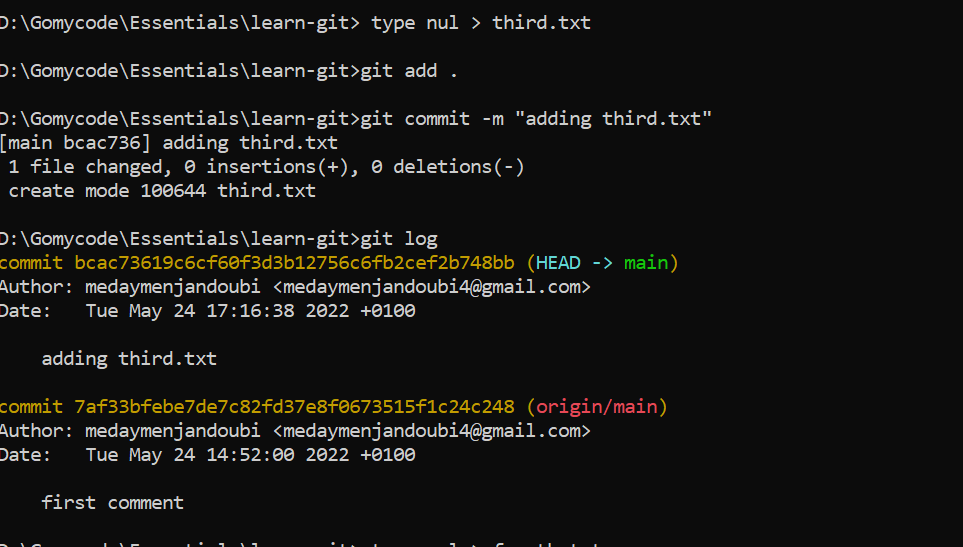 D:\Gomycode\Essentials\learn-git> type nul > third.txt
D:\Gomycode\Essentials\learn-git>git add .
D:\Gomycode\Essentials\learn-git>git commit -m "adding third.txt"
[main bcac736] adding third.txt
 1 file changed, 0 insertions(+), 0 deletions(-)
 create mode 100644 third.txt
D:\Gomycode\Essentials\learn-git>git log
commit bcac73619c6cf60f3d3b12756c6fb2cef2b748bb (HEAD -> main)
Author: medaymenjandoubi <medaymenjandoubi4@gmail.com>
Date:   Tue May 24 17:16:38 2022 +0100
    adding third.txt
commit 7af33bfebe7de7c82fd37e8f0673515f1c24c248 (origin/main)
Author: medaymenjandoubi <medaymenjandoubi4@gmail.com>
Date:   Tue May 24 14:52:00 2022 +0100
    first comment